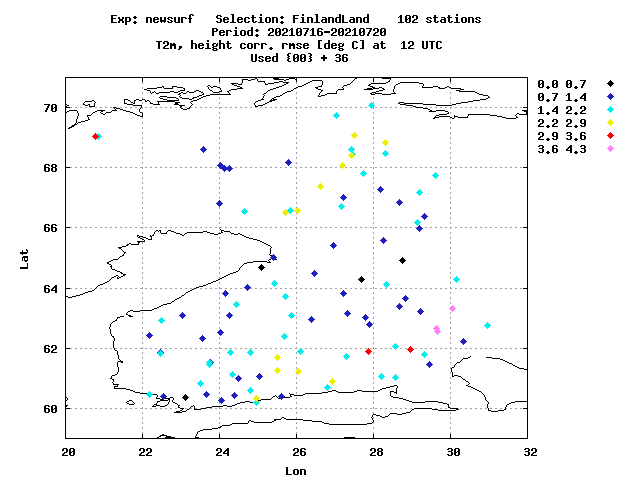 Exp: newsurf Selection: FinlandLand 102 stations
Period: 20210716-20210720
T2m, height corr. rmse [deg C] at 12 UTC
Used {00} + 36
0.0 0.7
0.7 1.4
1.4 2.2
2.2 2.9
2.9 3.6
3.6 4.3
70
68
66
64
62
60
Lat
20 22 24 26 28 30 32
Lon